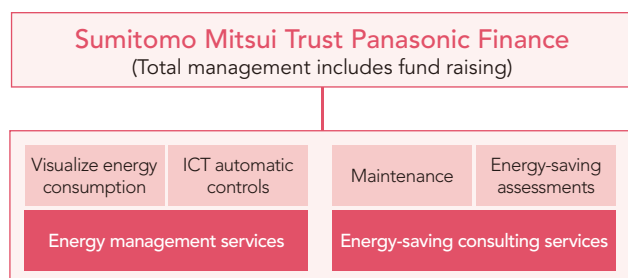 Sumitomo Mitsui Trust Panasonic Finance
(Total management includes fund raising)
Visualize energy
consumption
ICT automatic
controls
Maintenance
Energy-saving
assessments
Energy management services
Energy-saving consulting services